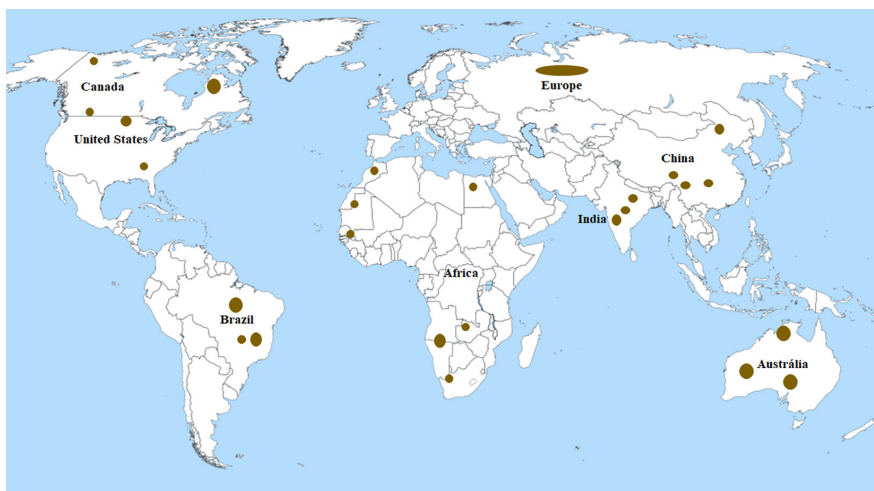 Canada
Europe
United States
China
India
Africa
Brazil
Austrália